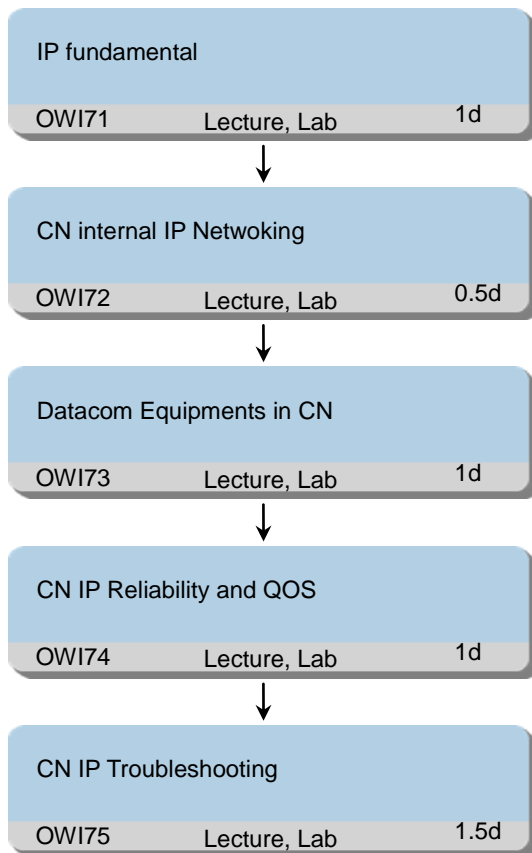 IP fundamental
OWI71 Lecture, Lab 1d
CN internal IP Netwoking
OWI72 Lecture, Lab 0.5d
Datacom Equipments in CN
OWI73 Lecture, Lab 1d
CN IP Reliability and QOS
OWI74 Lecture, Lab 1d
CN IP Troubleshooting
OWI75 Lecture, Lab 1.5d